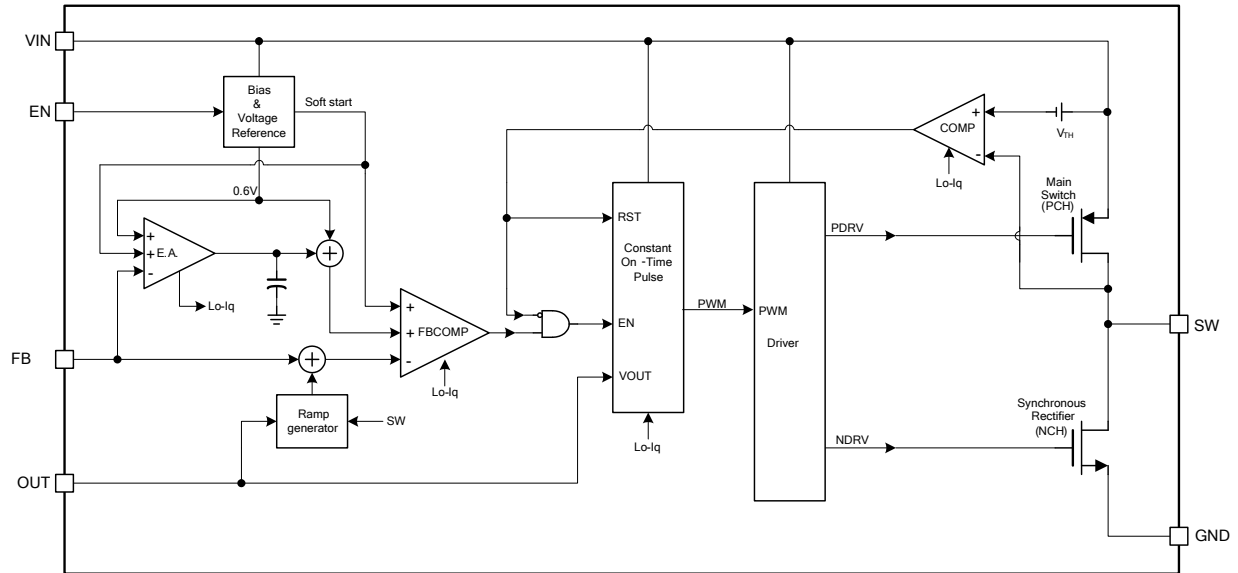 VIN
EN
Bias
&
Voltage
Reference
Soft start
0.6V
+
+
-
E.A.
Lo-Iq
+
FB
+
+
+
-
FBCOMP
Lo-Iq
Ramp
generator
SW
OUT
RST
Constant
On -Time
Pulse
EN
VOUT
Lo-Iq
PWM
PWM
Driver
PDRV
NDRV
COMP
+
-
Lo-Iq
VTH
Main
Switch
(PCH)
SW
Synchronous
Rectifier
(NCH)
GND